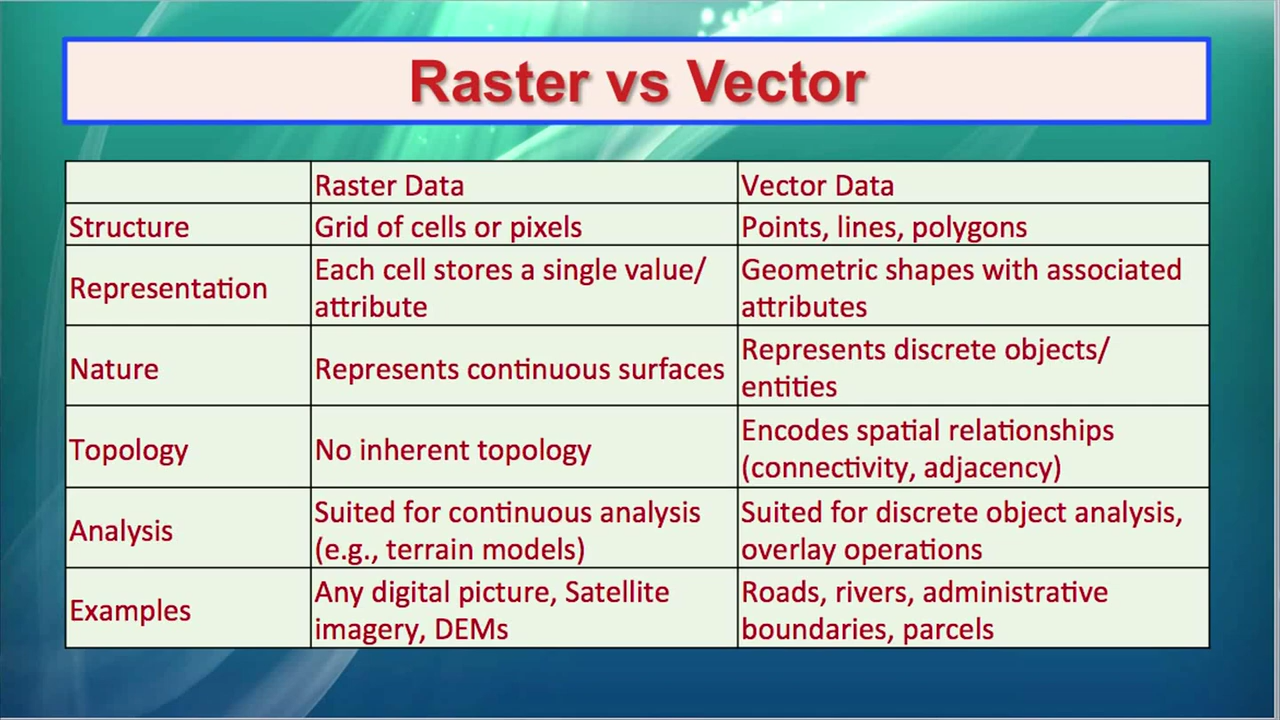 Raster vs Vector
Raster Data
Vector Data
Structure
Grid of cells or pixels
Points, lines, polygons
Representation
Each cell stores a single value/
attribute
Geometric shapes with associated
attributes
Nature
Represents continuous surfaces
Represents discrete objects/
entities
Topology
No inherent topology
Encodes spatial relationships
(connectivity, adjacency)
Analysis
Suited for continuous analysis
(e.g., terrain models)
Suited for discrete object analysis,
overlay operations
Examples
Any digital picture, Satellite
imagery, DEMs
Roads, rivers, administrative
boundaries, parcels